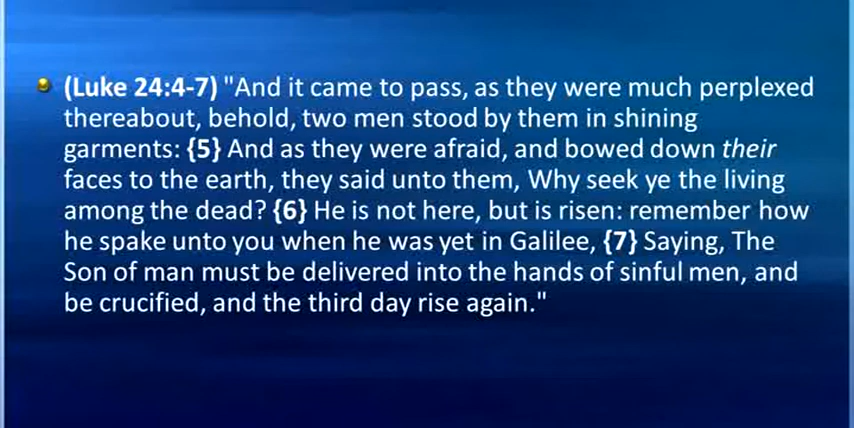 (Luke 24:4-7) "And it came to pass, as they were much perplexed
thereabout, behold, two men stood by them in shining
garments: {5} And as they were afraid, and bowed down their
faces to the earth, they said unto them, Why seek ye the living
among the dead? {6} He is not here, but is risen: remember how
he spake unto you when he was yet in Galilee, {7} Saying, The
Son of man must be delivered into the hands of sinful men, and
be crucified, and the third day rise again."